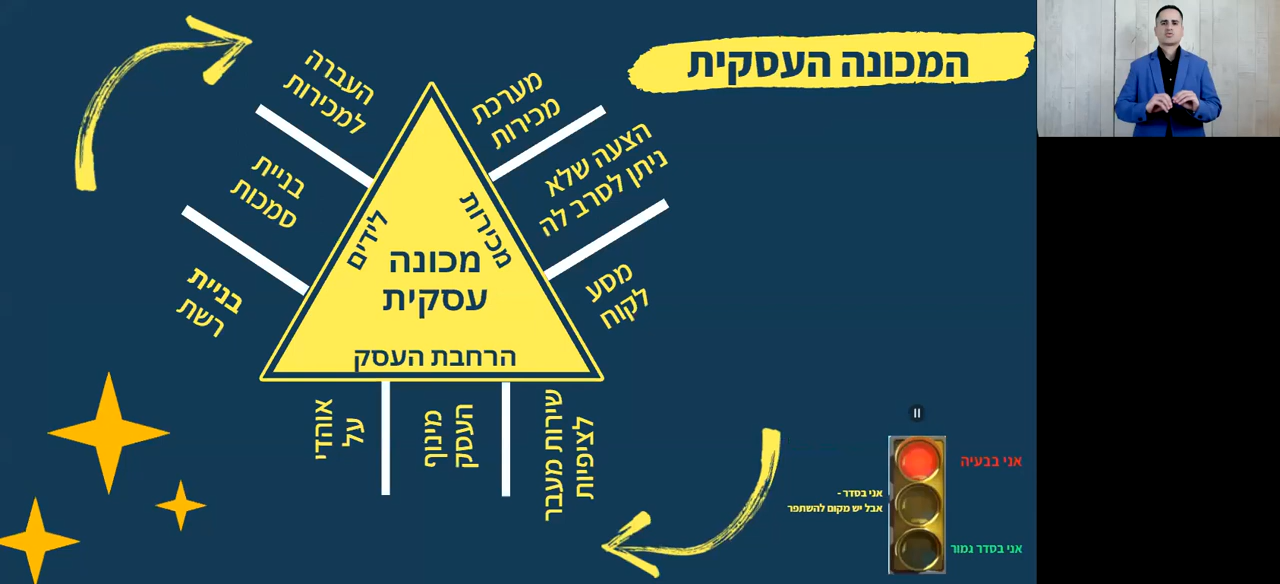 המכונה העסקית
העברה
למכירות
בניית
סמכות
בניית
רשת
לידים
מערכת
מכירות
הצעה שלא
ניתן לסרב לה
מסע
לקוח
מכירות
מכונה
עסקית
הרחבת העסק
אוהדי
על
מינוף
העסק
שירות מעבר
לציפיות
אני בבעיה
אני בסדר -
אבל יש מקום להשתפר
אני בסדר גמור